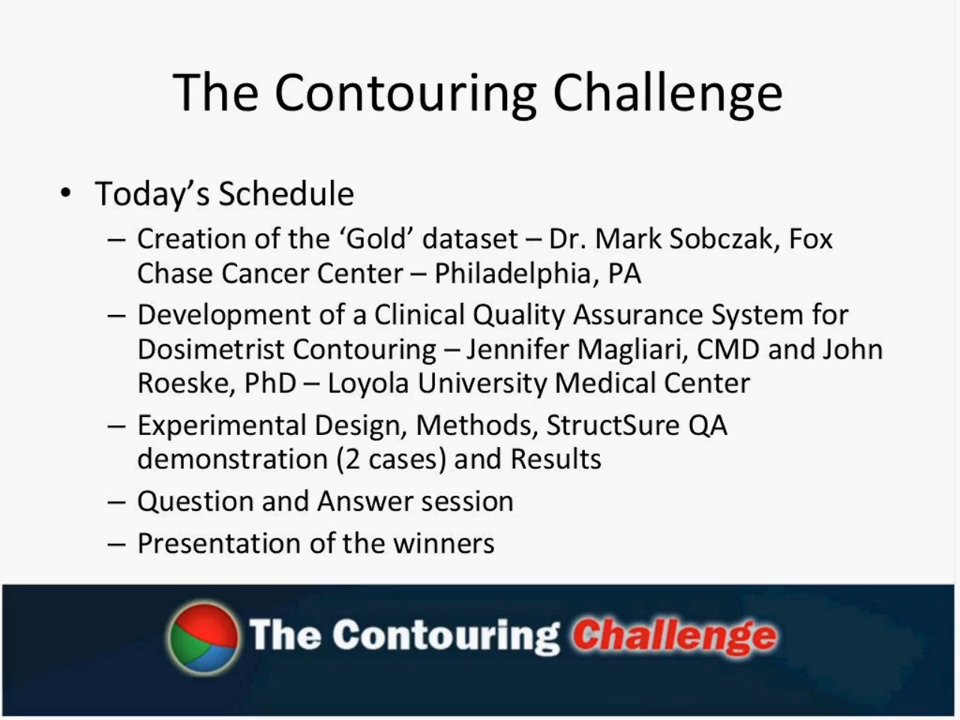 The Contouring Challenge
• Today’s Schedule
– Creation of the ‘Gold’ dataset – Dr. Mark Sobczak, Fox
Chase Cancer Center – Philadelphia, PA
– Development of a Clinical Quality Assurance System for
Dosimetrist Contouring – Jennifer Magliari, CMD and John
Roeske, PhD – Loyola University Medical Center
– Experimental Design, Methods, StructSure QA
demonstration (2 cases) and Results
– Question and Answer session
– Presentation of the winners
The Contouring Challenge